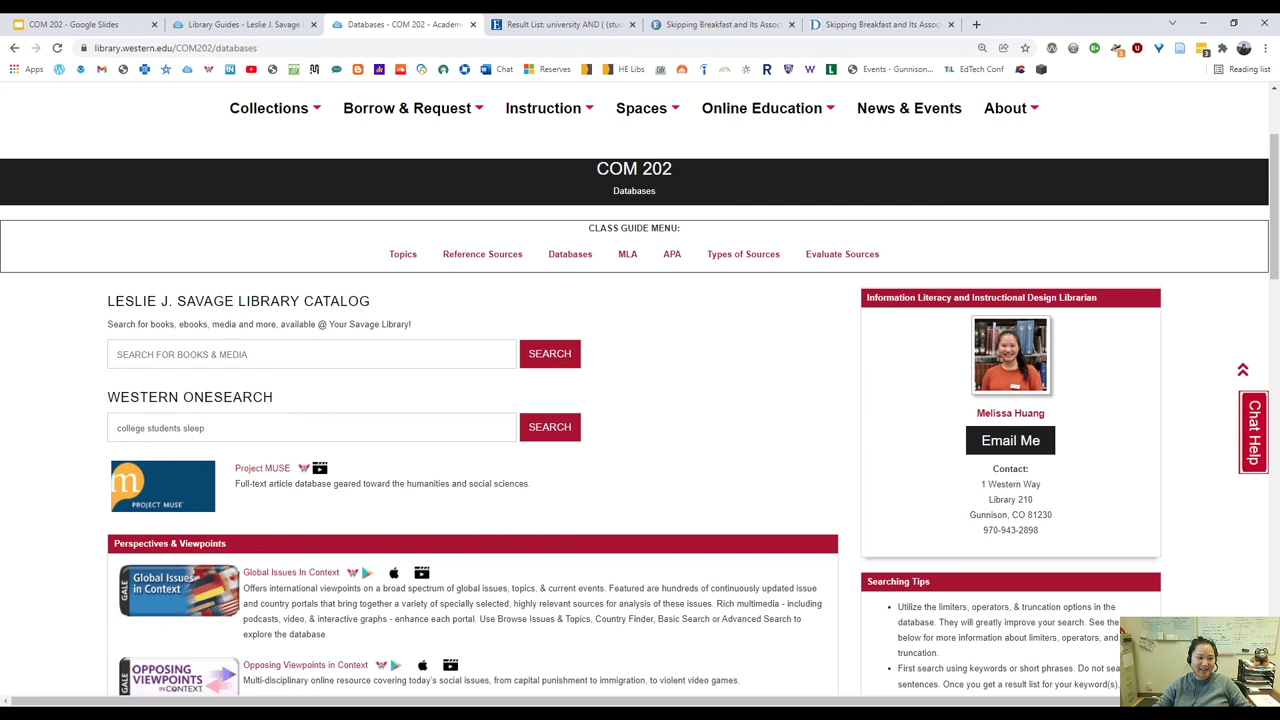 COM 202 - Google Slides
Library Guides - Leslie J. Savage
Databases - COM 202 - Academ
Result List: university AND ( (stu
Skipping Breakfast and Its Assoc
Skipping Breakfast and Its Assoc
library.western.edu/COM202/databases
Apps
Chat
Reserves
HE Libs
Events - Gunnison...
EdTech Conf
Reading list
Collections
Borrow & Request
Instruction
Spaces
Online Education
News & Events
About
COM 202
Databases
CLASS GUIDE MENU:
Topics
Reference Sources
Databases
MLA
APA
Types of Sources
Evaluate Sources
LESLIE J. SAVAGE LIBRARY CATALOG
Search for books, ebooks, media and more, available @ Your Savage Library!
SEARCH FOR BOOKS & MEDIA
SEARCH
WESTERN ONESEARCH
college students sleep
SEARCH
PROJECT MUSE
Project MUSE
Full-text article database geared toward the humanities and social sciences.
Perspectives & Viewpoints
GALE
Global Issues
in Context
Global Issues In Context
Offers international viewpoints on a broad spectrum of global issues, topics, & current events. Featured are hundreds of continuously updated issue
and country portals that bring together a variety of specially selected, highly relevant sources for analysis of these issues. Rich multimedia - including
podcasts, video, & interactive graphs - enhance each portal. Use Browse Issues & Topics, Country Finder, Basic Search or Advanced Search to
explore the database.
GALE
OPPOSING
VIEWPOINTS
IN CONTEXT
Opposing Viewpoints in Context
Multi-disciplinary online resource covering today's social issues, from capital punishment to immigration, to violent video games.
Information Literacy and Instructional Design Librarian
Melissa Huang
Email Me
Contact:
1 Western Way
Library 210
Gunnison, CO 81230
970-943-2898
Searching Tips
Utilize the limiters, operators, & truncation options in the
database. They will greatly improve your search. See the
below for more information about limiters, operators, and
truncation.
First search using keywords or short phrases. Do not sea
sentences. Once you get a result list for your keyword(s),
Chat Help